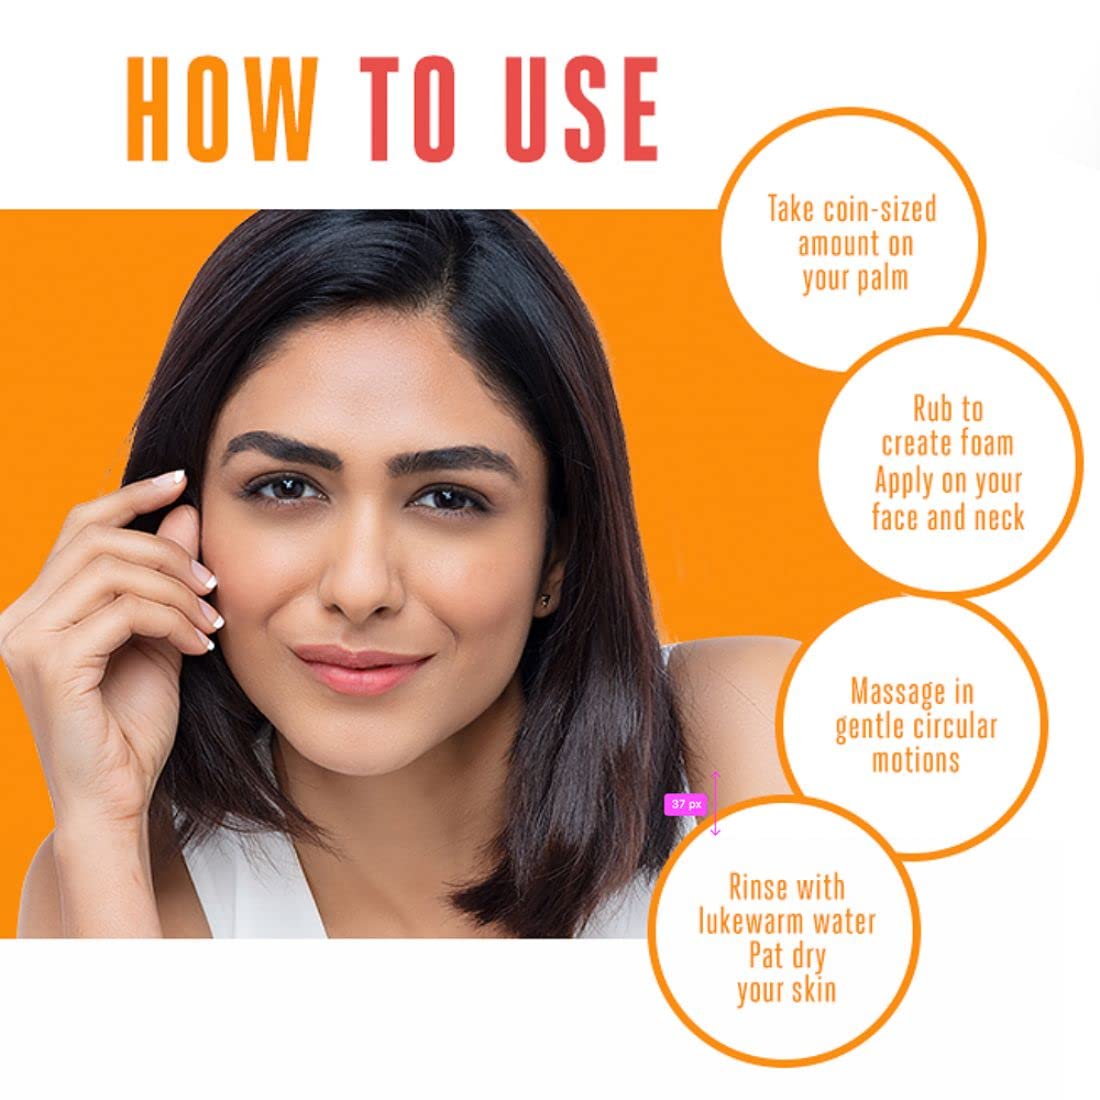 HOW TO USE
Take coin-sized
amount on
your palm
Rub to
create foam
Apply on your
face and neck
Massage in
gentle circular
motions
37 px
Rinse with
lukewarm water
Pat dry
your skin